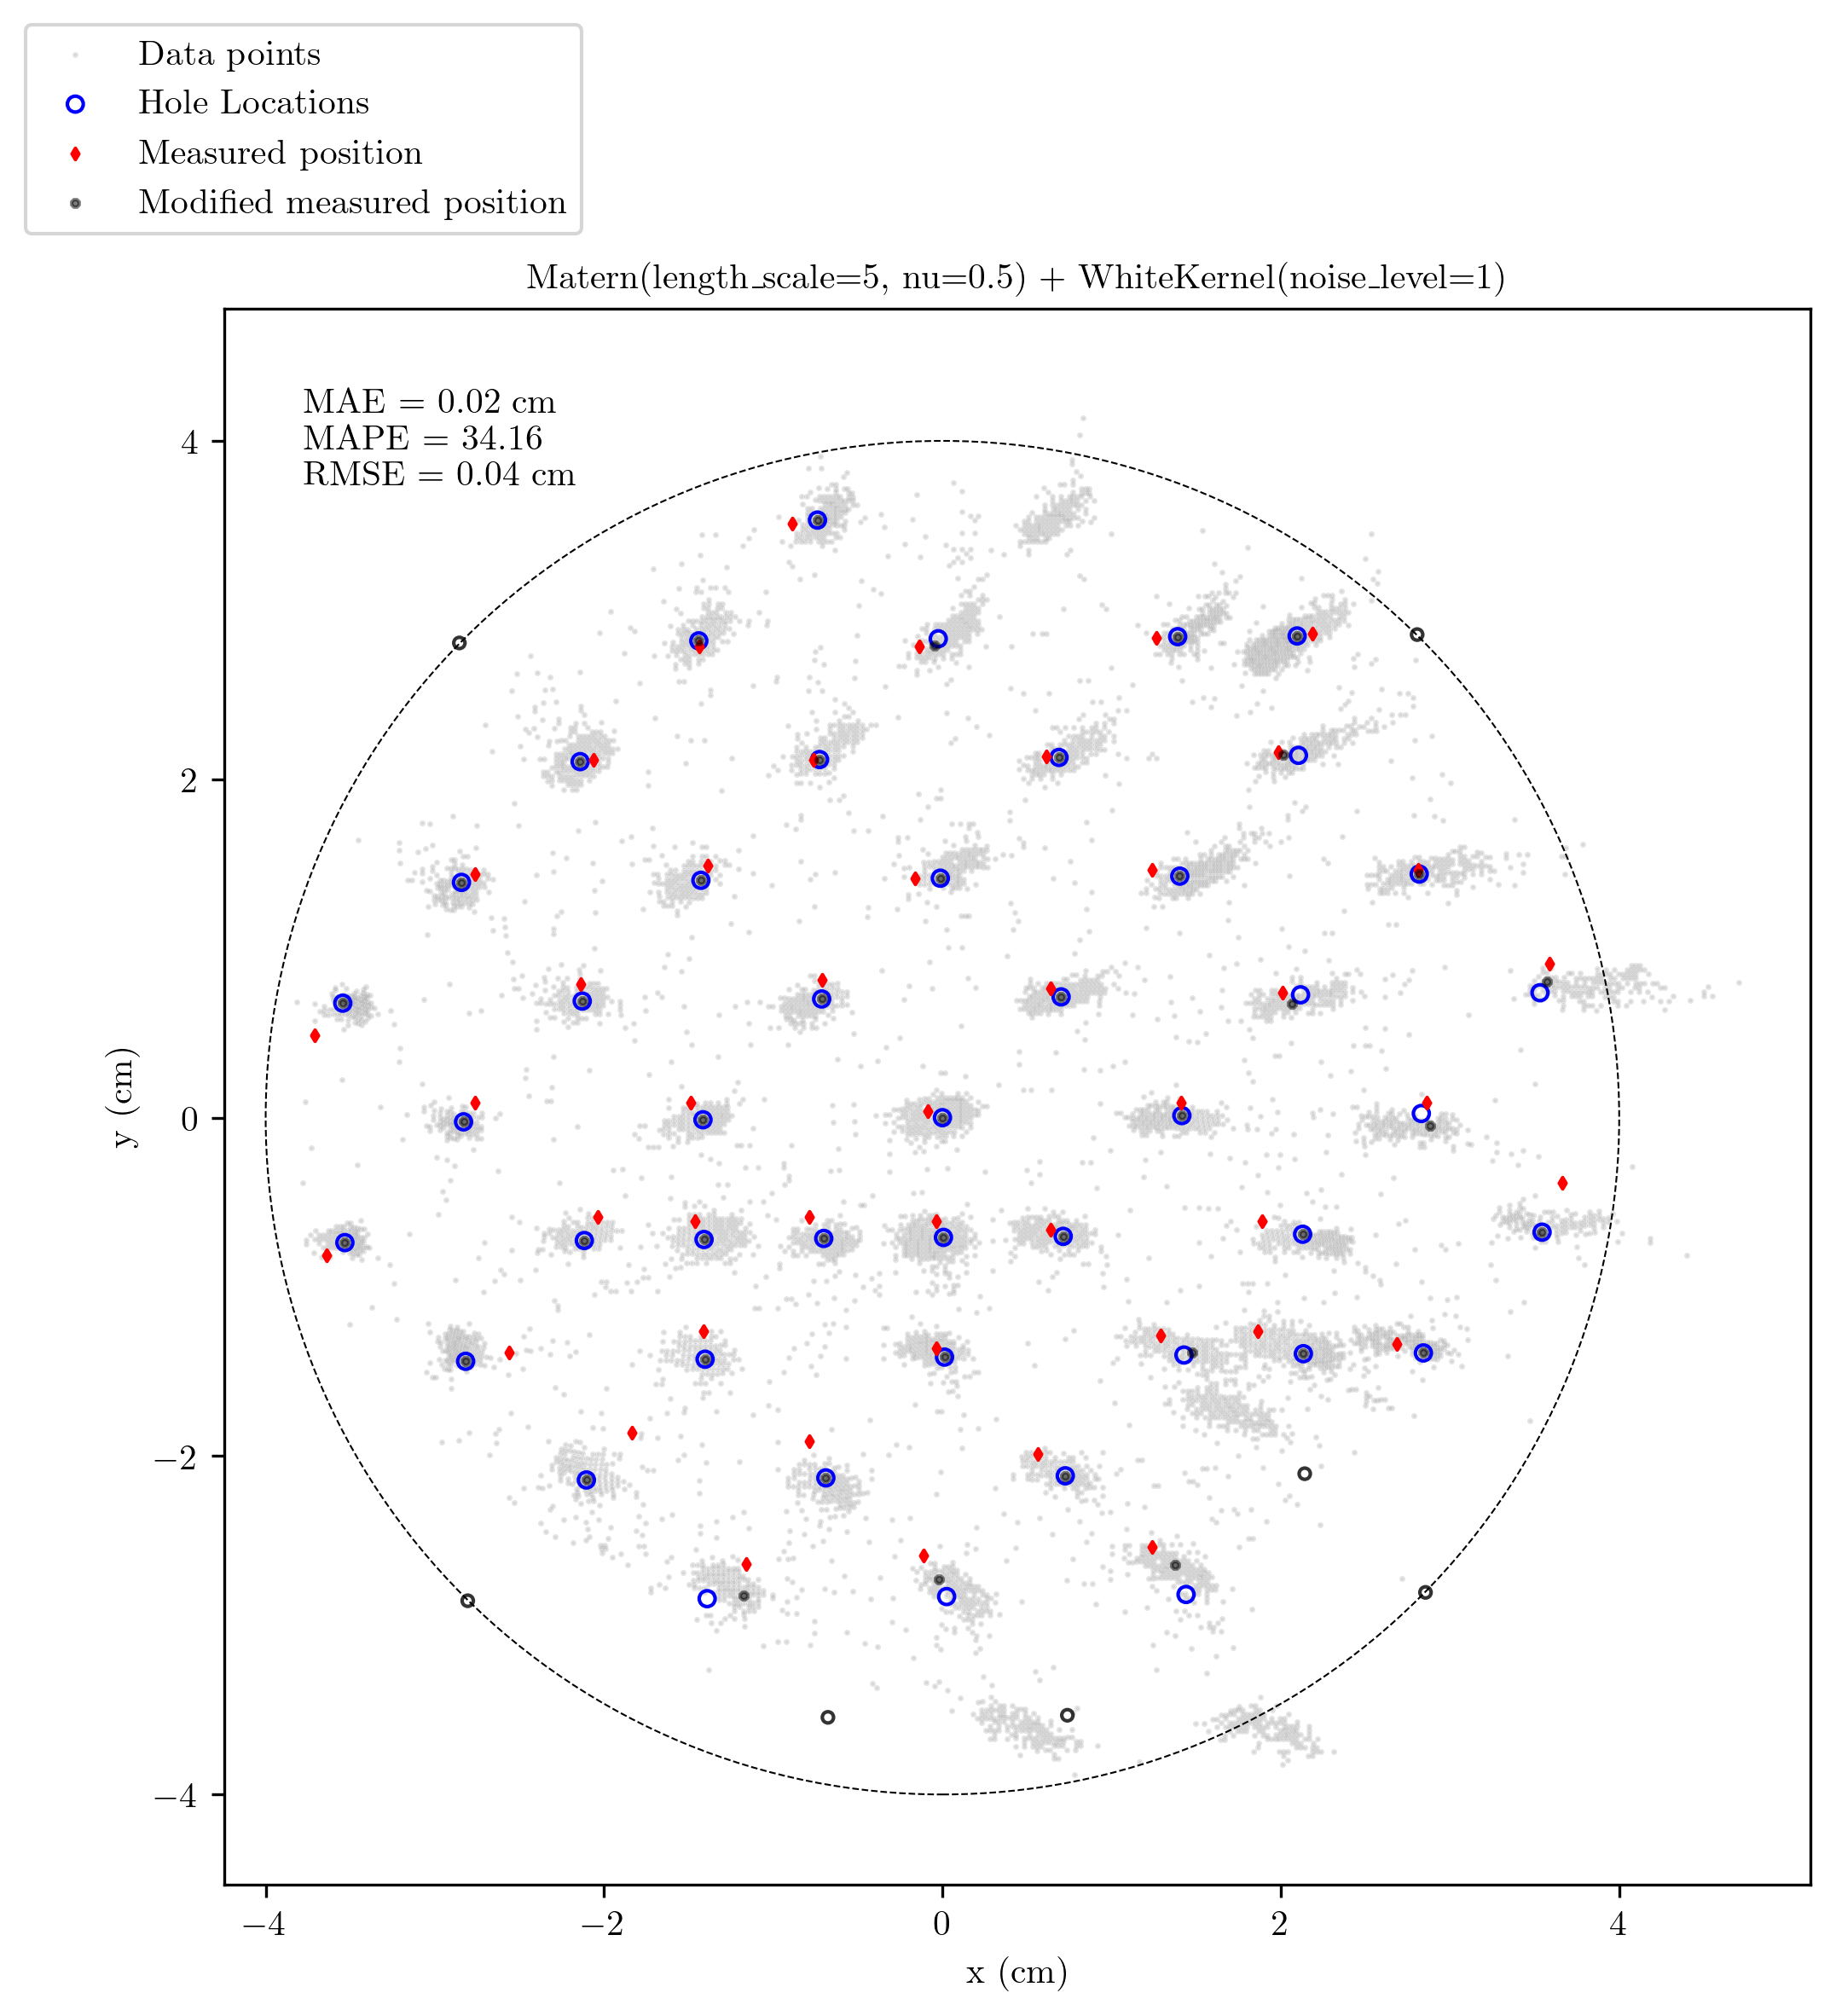 Data points
Hole Locations
Measured position
Modified measured position
Matern(length_scale=5, nu=0.5) + WhiteKernel(noise_level=1)
MAE = 0.02 cm
MAPE = 34.16
RMSE = 0.04 cm
4
2
0
−2
−4
y (cm)
−4
−2
0
2
4
x (cm)